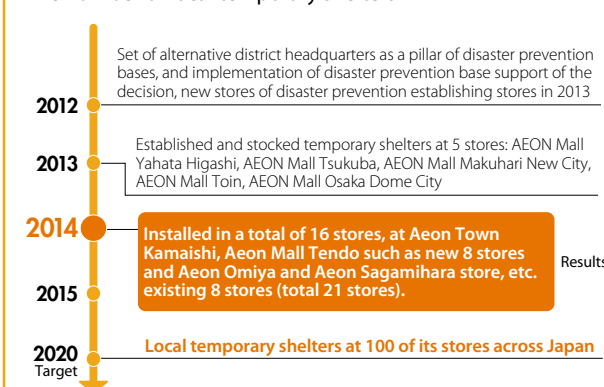 Set of alternative district headquarters as a pillar of disaster prevention
bases, and implementation of disaster prevention base support of the
decision, new stores of disaster prevention establishing stores in 2013
2012
Established and stocked temporary shelters at 5 stores: AEON Mall
Yahata Higashi, AEON Mall Tsukuba, AEON Mall Makuhari New City,
AEON Mall Toin, AEON Mall Osaka Dome City
2013
2014
Installed in a total of 16 stores, at Aeon Town
Kamaishi, Aeon Mall Tendo such as new 8 stores
and Aeon Omiya and Aeon Sagamihara store, etc.
existing 8 stores (total 21 stores).
Results
2015
Local temporary shelters at 100 of its stores across Japan
2020
Target